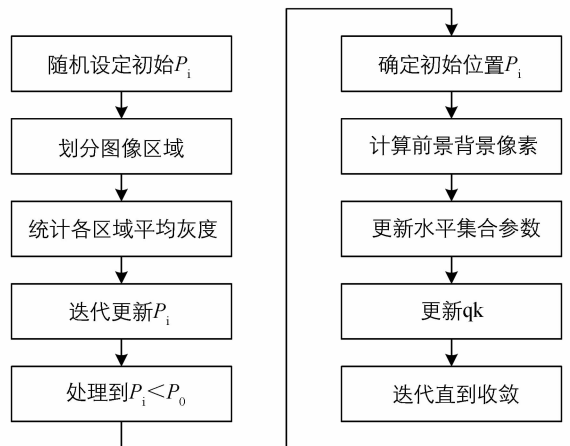 随机设定初始Pi
划分图像区域
统计各区域平均灰度
迭代更新Pi
处理到Pi<P0
确定初始位置Pi
计算前景背景像素
更新水平集合参数
更新qk
迭代直到收敛